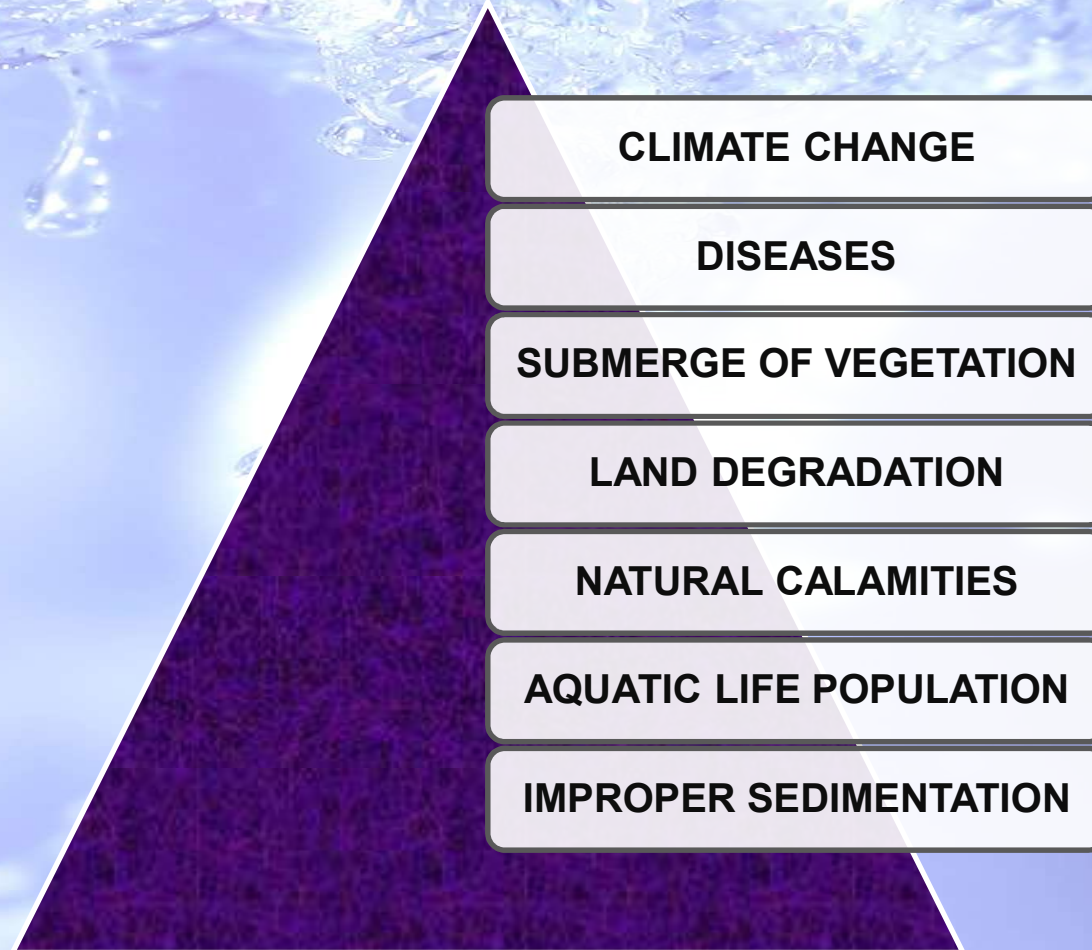 CLIMATE CHANGE
DISEASES
SUBMERGE OF VEGETATION
LAND DEGRADATION
NATURAL CALAMITIES
AQUATIC LIFE POPULATION
IMPROPER SEDIMENTATION